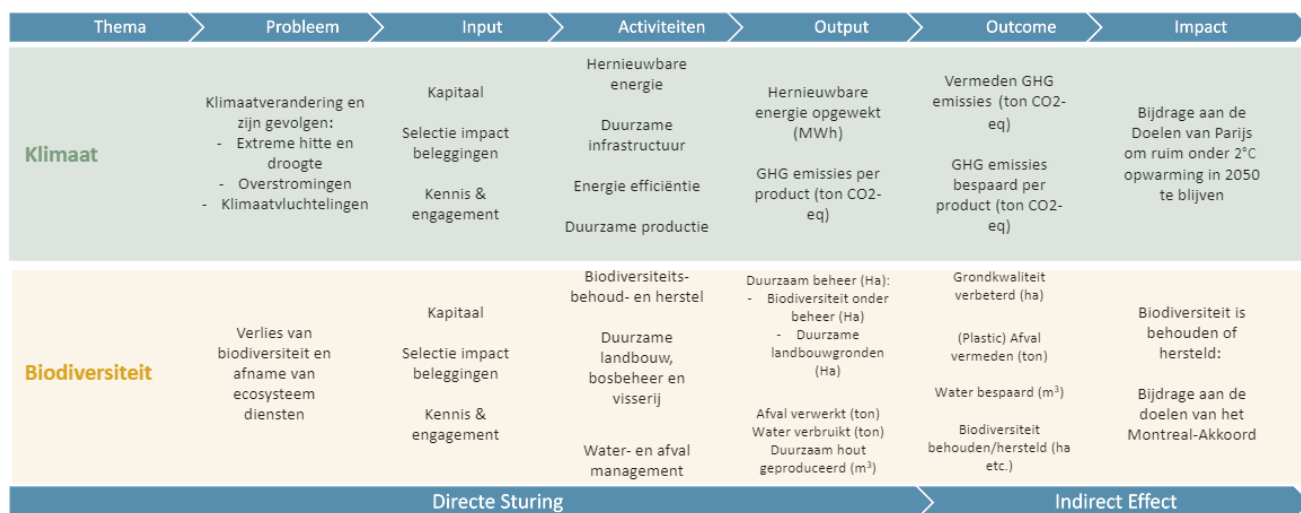 Thema
Probleem
Input
Activiteiten
Output
Outcome
Impact
Klimaat
Klimaatverandering en
zijn gevolgen:
- Extreme hitte en
droogte
- Overstromingen
- Klimaatvluchtelingen
Kapitaal
Selectie impact
beleggingen
Kennis &
engagement
Hernieuwbare
energie
Duurzame
infrastructuur
Energie efficiëntie
Duurzame productie
Hernieuwbare
energie opgewekt
(MWh)
GHG emissies per
product (ton CO2-
eq)
Vermeden GHG
emissies (ton CO2-
eq)
GHG emissies
bespaard per
product (ton CO2-
eq)
Bijdrage aan de
Doelen van Parijs
om ruim onder 2°C
opwarming in 2050
te blijven
Biodiversiteit
Verlies van
biodiversiteit en
afname van
ecosysteem
diensten
Kapitaal
Selectie impact
beleggingen
Kennis &
engagement
Biodiversiteits-
behoud- en herstel
Duurzame
landbouw,
bosbeheer en
visserij
Water- en afval
management
Duurzaam beheer (Ha):
- Biodiversiteit onder
beheer (Ha)
- Duurzame
landbouwgronden
(Ha)
Afval verwerkt (ton)
Water verbruikt (ton)
Duurzaam hout
geproduceerd (m³)
Grondkwaliteit
verbeterd (ha)
(Plastic) Afval
vermeden (ton)
Water bespaard (m³)
Biodiversiteit
behouden/hersteld (ha
etc.)
Biodiversiteit is
behouden of
hersteld:
Bijdrage aan de
doelen van het
Montreal-Akkoord
Directe Sturing
Indirect Effect